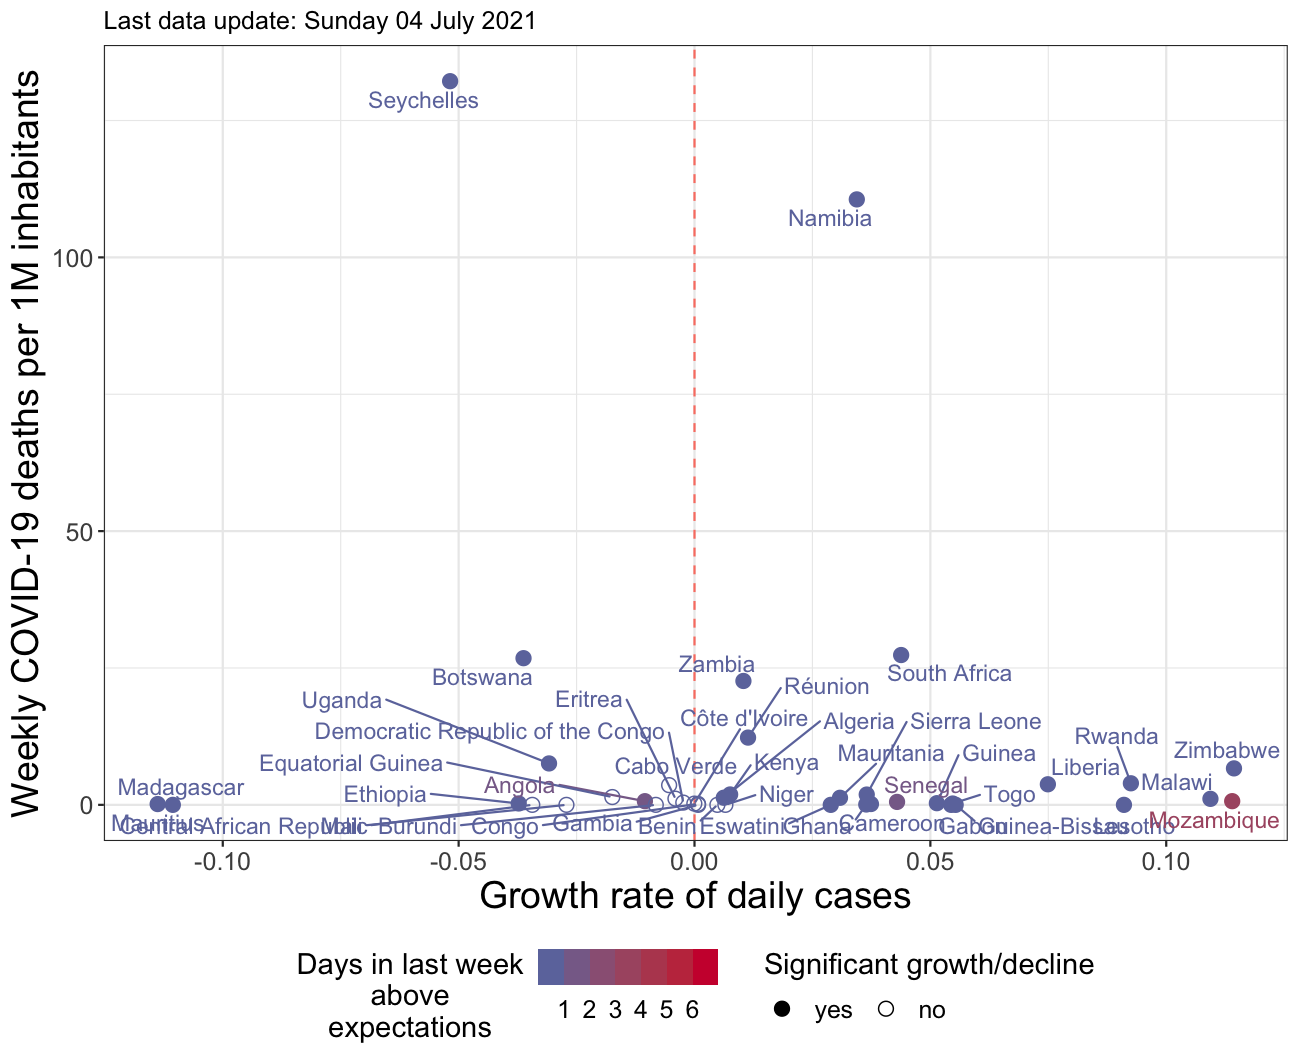 Last data update: Sunday 04 July 2021
Weekly COVID-19 deaths per 1M inhabitants
100
50
0
Seychelles
Namibia
Zambia
Botswana
South Africa
Réunion
Uganda
Eritrea
Côte d'Ivoire
Algeria
Sierra Leone
Democratic Republic of the Congo
Rwanda
Mauritania
Guinea
Zimbabwe
Equatorial Guinea
Cabo Verde
Kenya
Liberia
Madagascar
Angola
Senegal
Malawi
Ethiopia
Niger
Togo
Mozambique
Mauritius
Central African Republic
Mali
Burundi
Congo
Gambia
Benin
Eswatini
Ghana
Cameroon
Gabon
Guinea-Bissau
Lesotho
-0.10
-0.05
0.00
0.05
0.10
Growth rate of daily cases
Days in last week
above
expectations
1 2 3 4 5 6
Significant growth/decline
yes
no